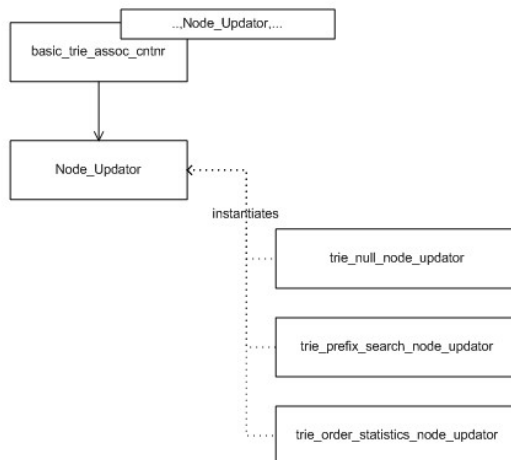 ..,Node_Updator,...
basic_trie_assoc_cntnr
Node_Updator
instantiates
trie_null_node_updator
trie_prefix_search_node_updator
trie_order_statistics_node_updator